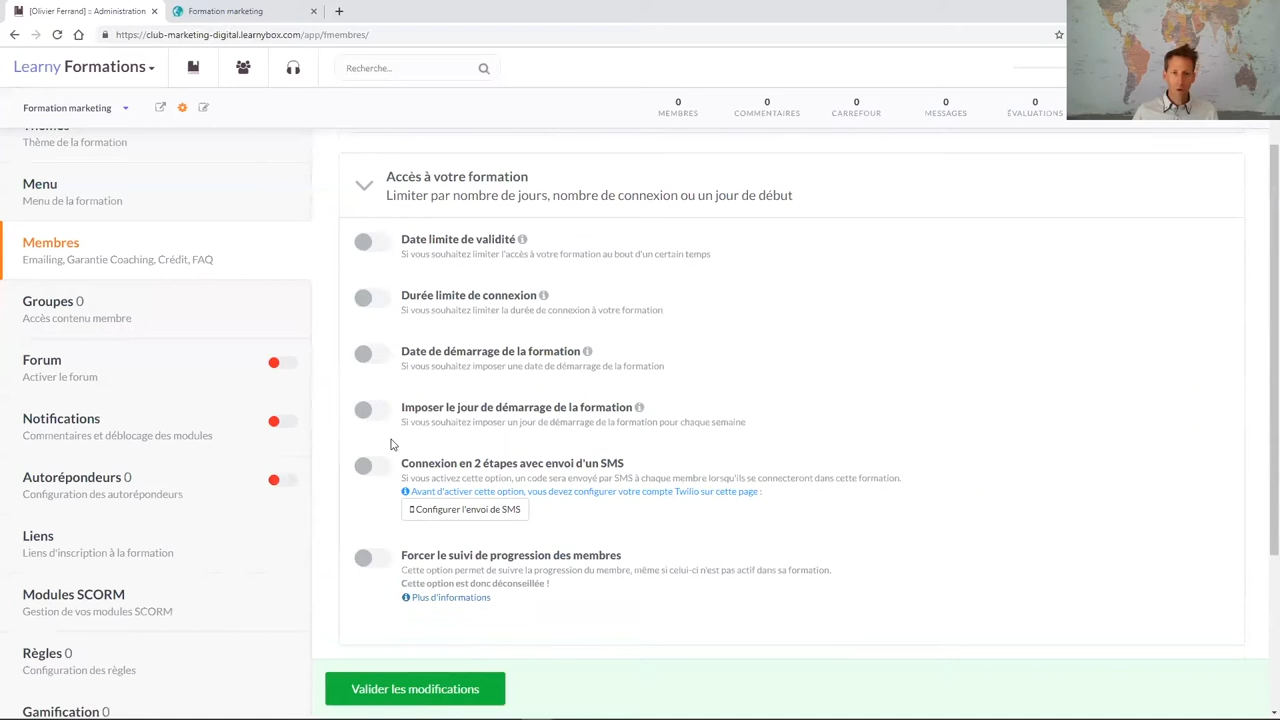 [Olivier Ferrand] :: Administration
Formation marketing
https://club-marketing-digital.learnybox.com/app/fmembres/
Learny Formations
Recherche...
Formation marketing
0
MEMBRES
0
COMMENTAIRES
0
CARREFOUR
0
MESSAGES
0
ÉVALUATIONS
Thèmes
Thème de la formation
Menu
Menu de la formation
Membres
Emailing, Garantie Coaching, Crédit, FAQ
Groupes 0
Accès contenu membre
Forum
Activer le forum
Notifications
Commentaires et déblocage des modules
Autorépondeurs 0
Configuration des autorépondeurs
Liens
Liens d'inscription à la formation
Modules SCORM
Gestion de vos modules SCORM
Règles 0
Configuration des règles
Gamification 0
Accès à votre formation
Limiter par nombre de jours, nombre de connexion ou un jour de début
Date limite de validité
Si vous souhaitez limiter l'accès à votre formation au bout d'un certain temps
Durée limite de connexion
Si vous souhaitez limiter la durée de connexion à votre formation
Date de démarrage de la formation
Si vous souhaitez imposer une date de démarrage de la formation
Imposer le jour de démarrage de la formation
Si vous souhaitez imposer un jour de démarrage de la formation pour chaque semaine
Connexion en 2 étapes avec envoi d'un SMS
Si vous activez cette option, un code sera envoyé par SMS à chaque membre lorsqu'ils se connecteront dans cette formation.
Avant d'activer cette option, vous devez configurer votre compte Twilio sur cette page :
Configurer l'envoi de SMS
Forcer le suivi de progression des membres
Cette option permet de suivre la progression du membre, même si celui-ci n'est pas actif dans sa formation.
Cette option est donc déconseillée !
Plus d'informations
Valider les modifications